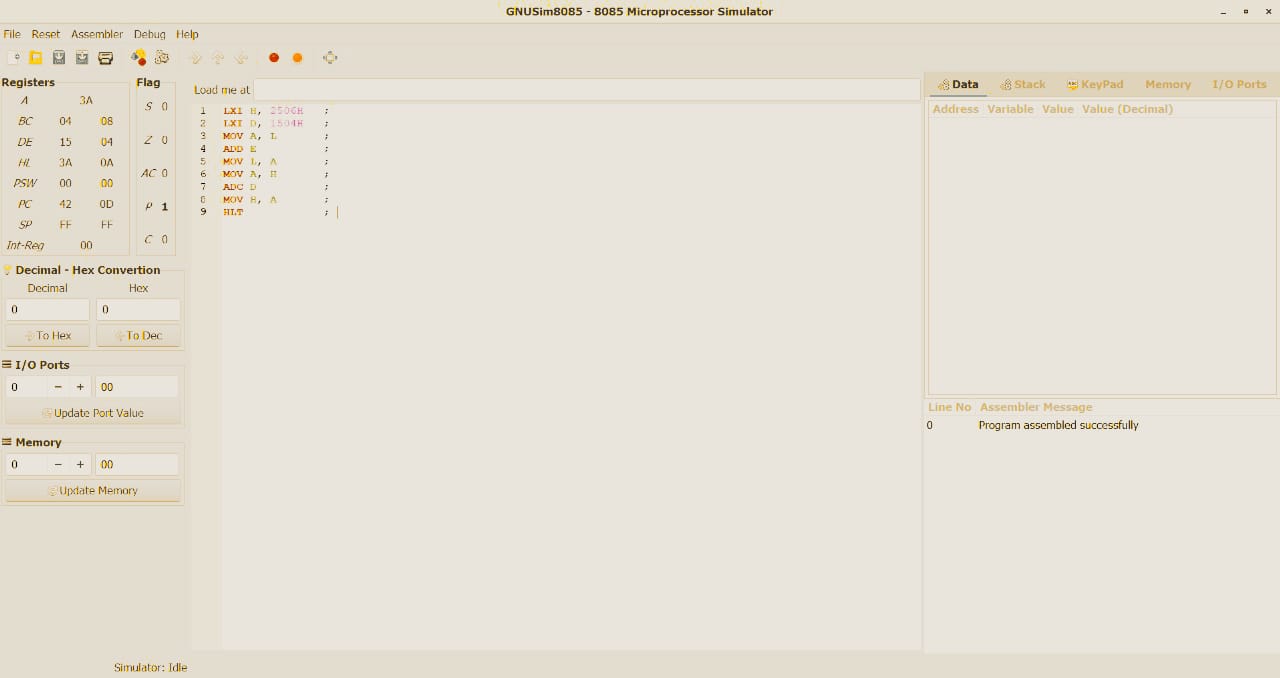 GNUSim8085 - 8085 Microprocessor Simulator
File Reset Assembler Debug Help
Registers
A 3A
BC 04 08
DE 15 04
HL 3A 0A
PSW 00 00
PC 42 0D
SP FF FF
Int-Reg 00
Flag
S 0
Z 0
AC 0
P 1
C 0
Decimal - Hex Convertion
Decimal Hex
0 0
To Hex To Dec
I/O Ports
0 − + 00
Update Port Value
Memory
0 − + 00
Update Memory
Load me at
1 LXI H, 2506H ;
2 LXI D, 1504H ;
3 MOV A, L ;
4 ADD E ;
5 MOV L, A ;
6 MOV A, H ;
7 ADC D ;
8 MOV H, A ;
9 HLT ;
Data Stack KeyPad Memory I/O Ports
Address Variable Value Value (Decimal)
Line No Assembler Message
0 Program assembled successfully
Simulator: Idle